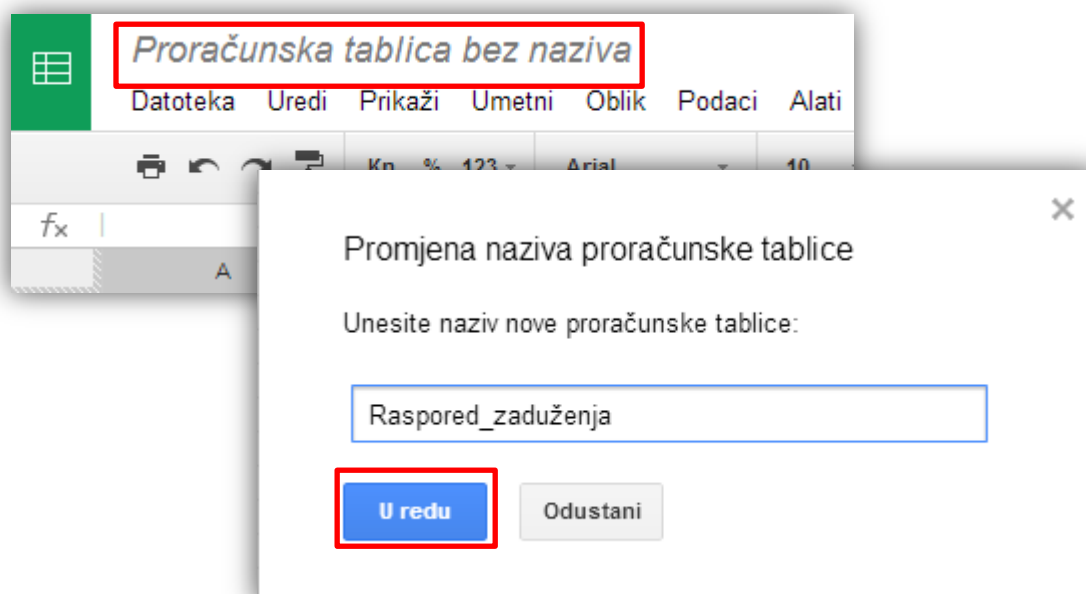 Proračunska tablica bez naziva
Datoteka Uredi Prikaži Umetni Oblik Podaci Alati
Kn % 123 Arial 10
fx
A
Promjena naziva proračunske tablice
Unesite naziv nove proračunske tablice:
Raspored_zaduženja
U redu Odustani